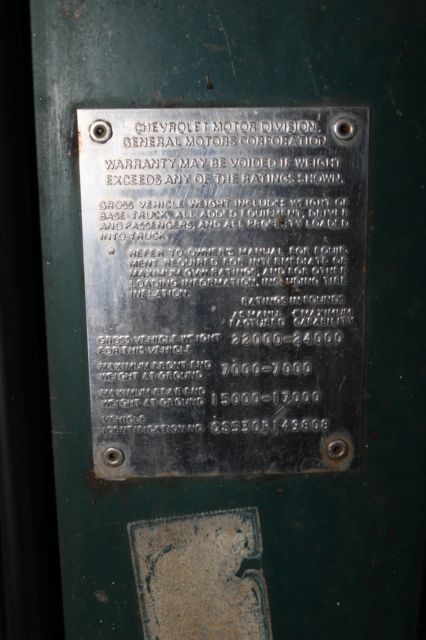 CHEVROLET MOTOR DIVISION
GENERAL MOTORS CORPORATION
WARRANTY MAY BE VOIDED IF WEIGHT
EXCEEDS ANY OF THE RATINGS SHOWN.
GROSS VEHICLE WEIGHT INCLUDES WEIGHT OF
BASE TRUCK, ALL ADDED EQUIPMENT, DRIVER
AND PASSENGERS AND ALL PROPERTY LOADED
INTO TRUCK
* REFER TO OWNER'S MANUAL FOR EQUIP-
MENT REQUIRED FOR INTERMEDIATE OR
MAXIMUM GVW RATINGS, AND FOR OTHER
LOADING INFORMATION, INCLUDING TIRE
INFLATION.
RATINGS IN POUNDS
AS MANU- *MAXIMUM
FACTURED CAPABILITY
GROSS VEHICLE WEIGHT 22000-24000
FOR THIS VEHICLE
MAXIMUM FRONT END 7000-7000
WEIGHT AT GROUND
MAXIMUM REAR END 15000-17000
WEIGHT AT GROUND
VEHICLE
IDENTIFICATION NO.